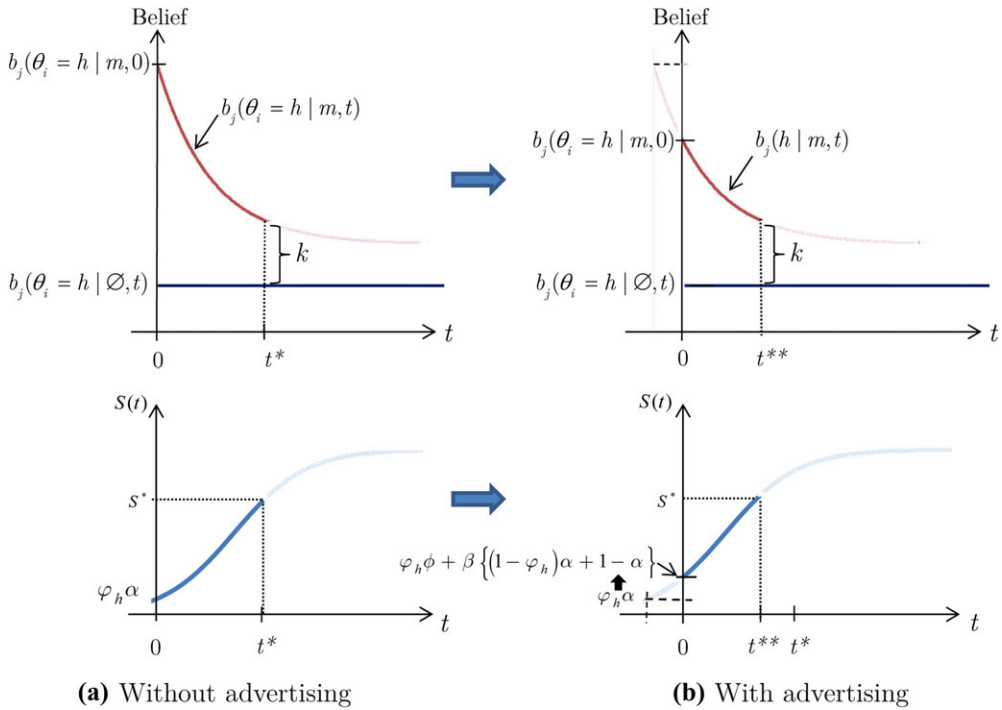 Belief
b_j(θ_i = h | m, 0)
b_j(θ_i = h | m, t)
k
b_j(θ_i = h | ∅, t)
t
0
t*
Belief
b_j(θ_i = h | m, 0)
b_j(h | m, t)
k
b_j(θ_i = h | ∅, t)
t
0
t**
S(t)
S*
φ_h α
t
0
t*
(a) Without advertising
S(t)
S*
φ_h ϕ + β {(1 − φ_h)α + 1 − α}
φ_h α
t
0
t**
t*
(b) With advertising